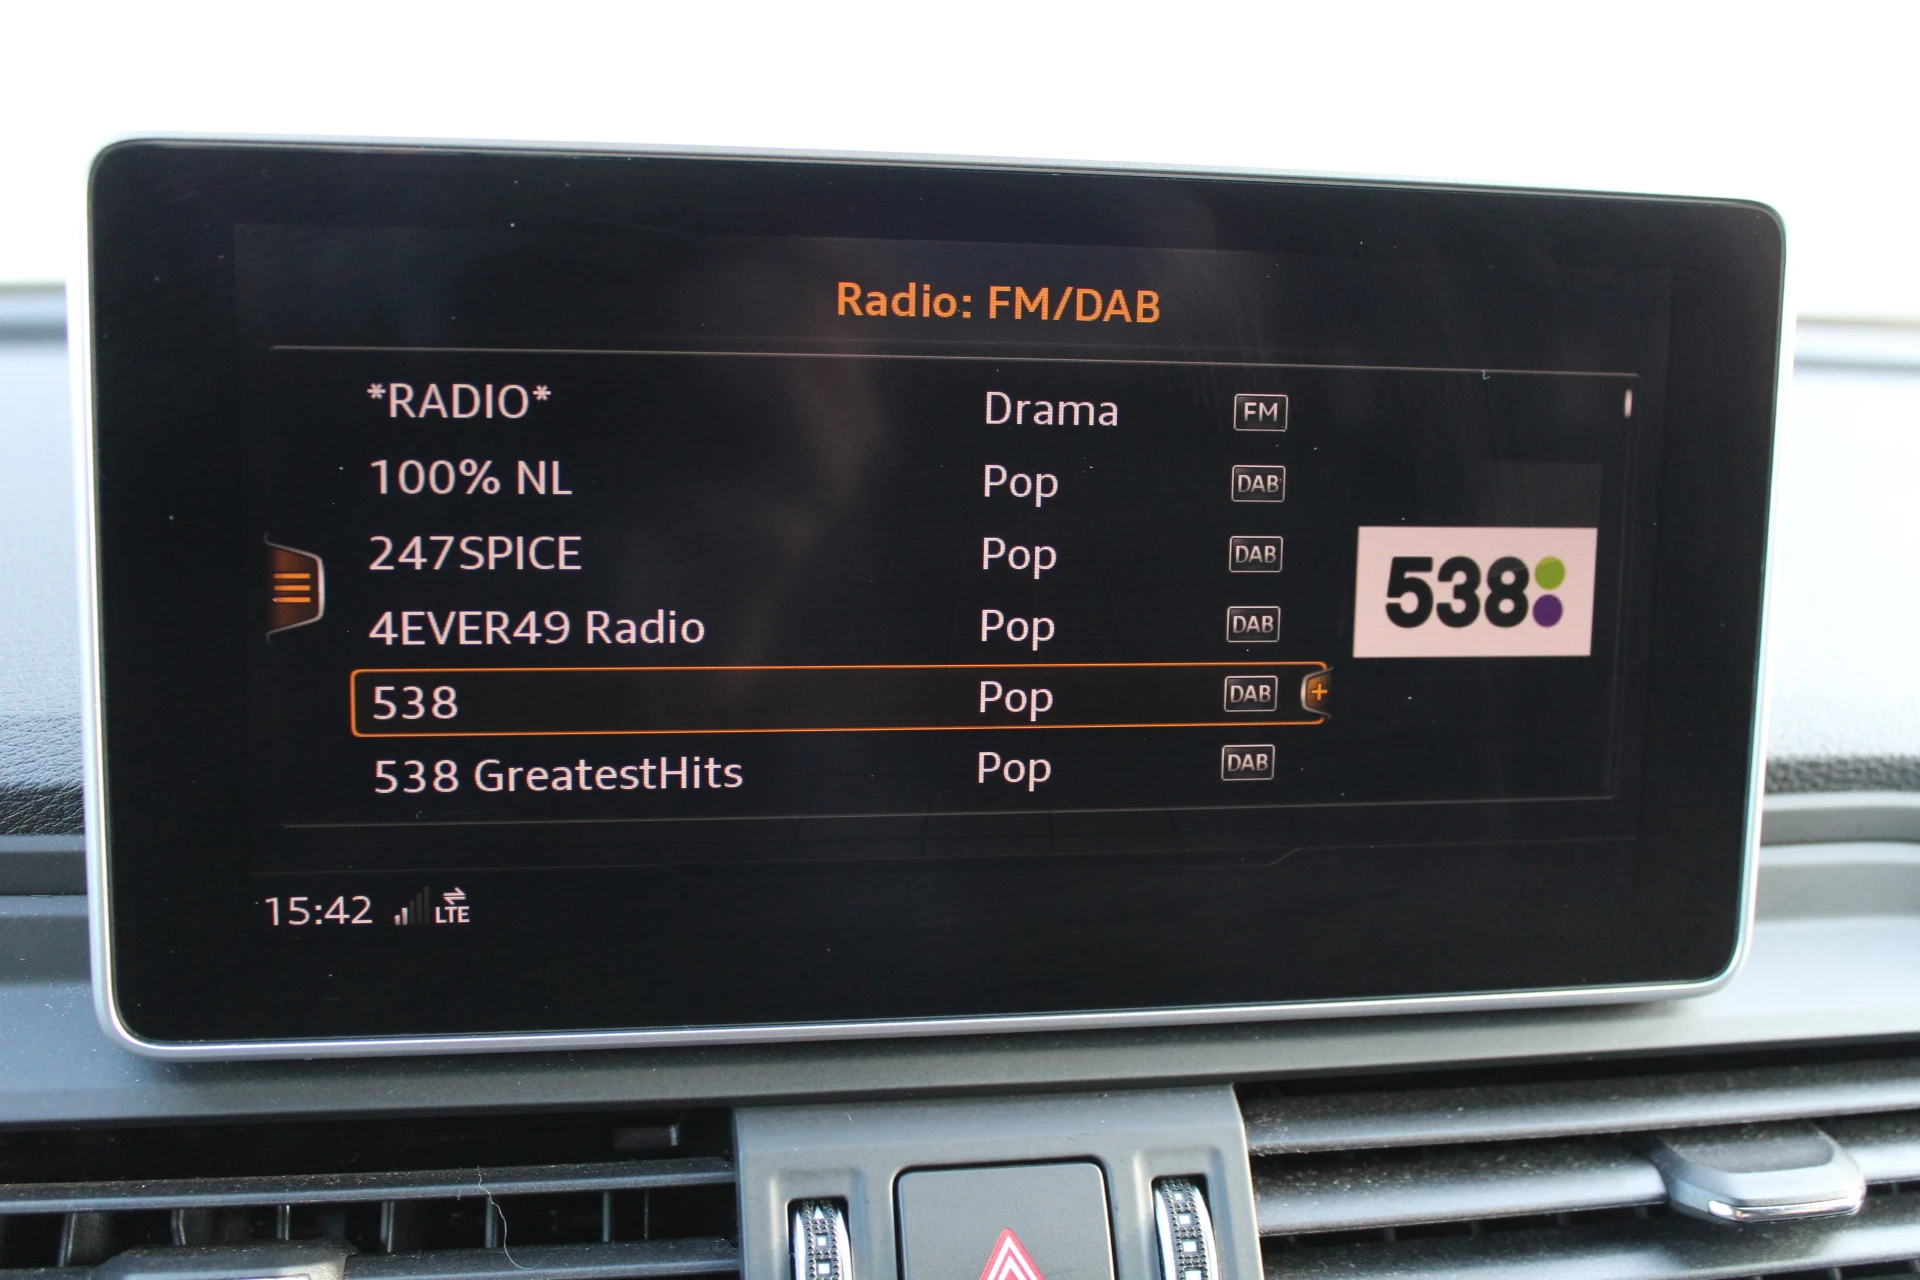 Radio: FM/DAB
*RADIO* Drama FM
100% NL Pop DAB
247SPICE Pop DAB
4EVER49 Radio Pop DAB
538 Pop DAB +
538 GreatestHits Pop DAB
538
15:42 LTE